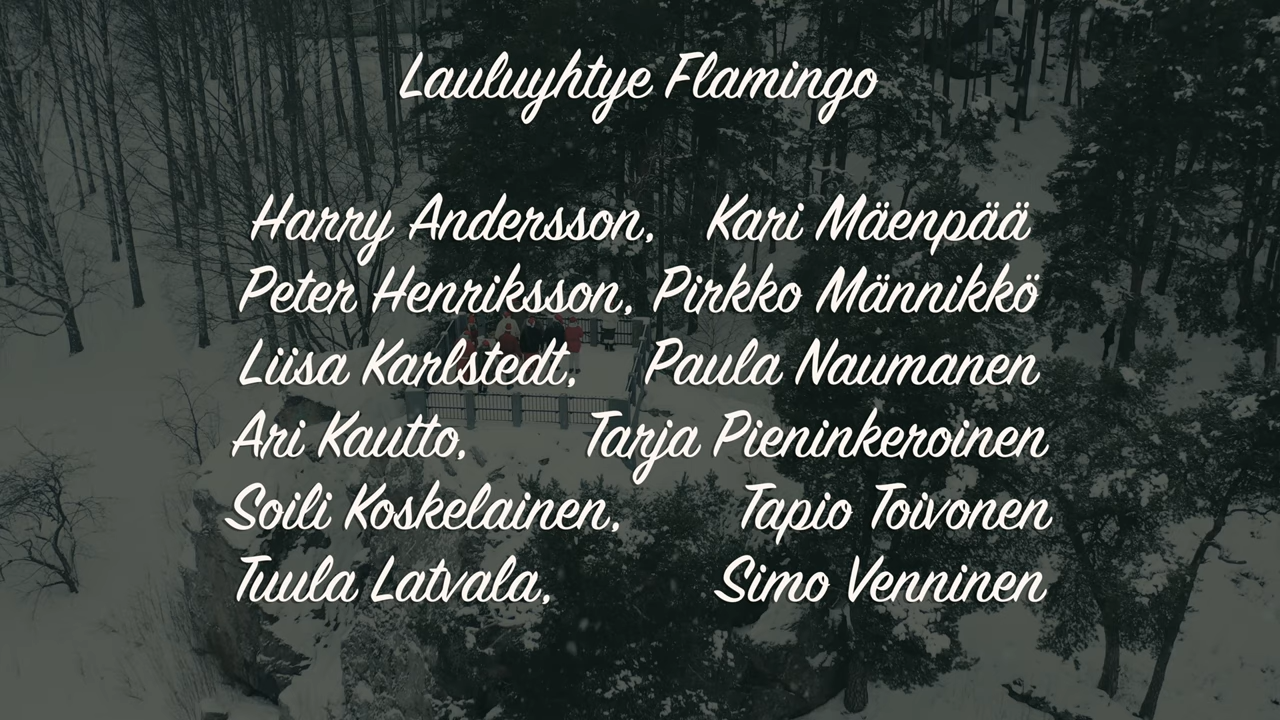 Lauluyhtye Flamingo
Harry Andersson, Kari Mäenpää
Peter Henriksson, Pirkko Männikkö
Liisa Karlstedt, Paula Naumanen
Ari Kautto, Tarja Pieninkeroinen
Soili Koskelainen, Tapio Toivonen
Tuula Latvala, Simo Venninen